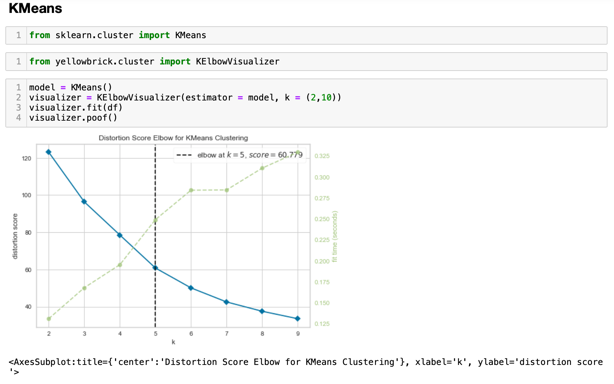 KMeans
1 from sklearn.cluster import KMeans
1 from yellowbrick.cluster import KElbowVisualizer
1 model = KMeans()
2 visualizer = KElbowVisualizer(estimator = model, k = (2,10))
3 visualizer.fit(df)
4 visualizer.poof()
Distortion Score Elbow for KMeans Clustering
elbow at k = 5, score = 60.779
120
100
80
60
40
distortion score
0.325
0.300
0.275
0.250
0.225
0.200
0.175
0.150
0.125
fit time (seconds)
2 3 4 5 6 7 8 9
k
<AxesSubplot:title={'center':'Distortion Score Elbow for KMeans Clustering'}, xlabel='k', ylabel='distortion score
'>